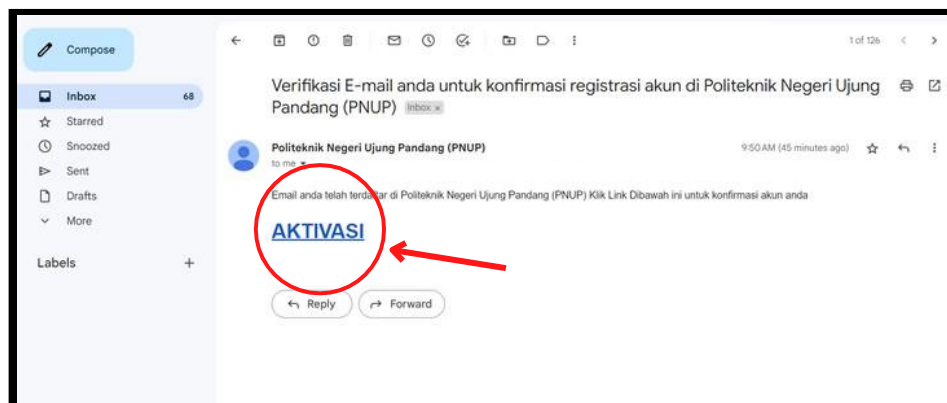 Compose
1 of 126
Inbox 68
Starred
Snoozed
Sent
Drafts
More
Labels
Verifikasi E-mail anda untuk konfirmasi registrasi akun di Politeknik Negeri Ujung
Pandang (PNUP) Inbox x
Politeknik Negeri Ujung Pandang (PNUP) 9:50 AM (45 minutes ago)
to me
Email anda telah terdaftar di Politeknik Negeri Ujung Pandang (PNUP) Klik Link Dibawah ini untuk konfirmasi akun anda
AKTIVASI
Reply Forward